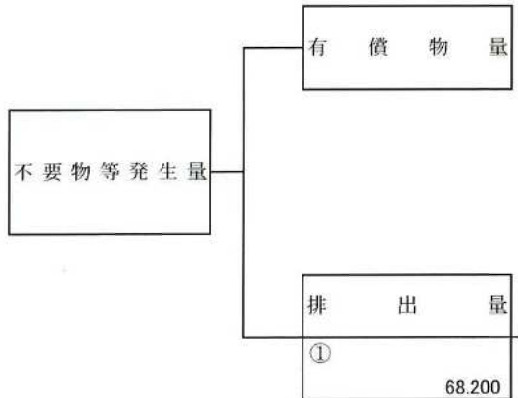 有償物量
不要物等発生量
排出量
①
68.200